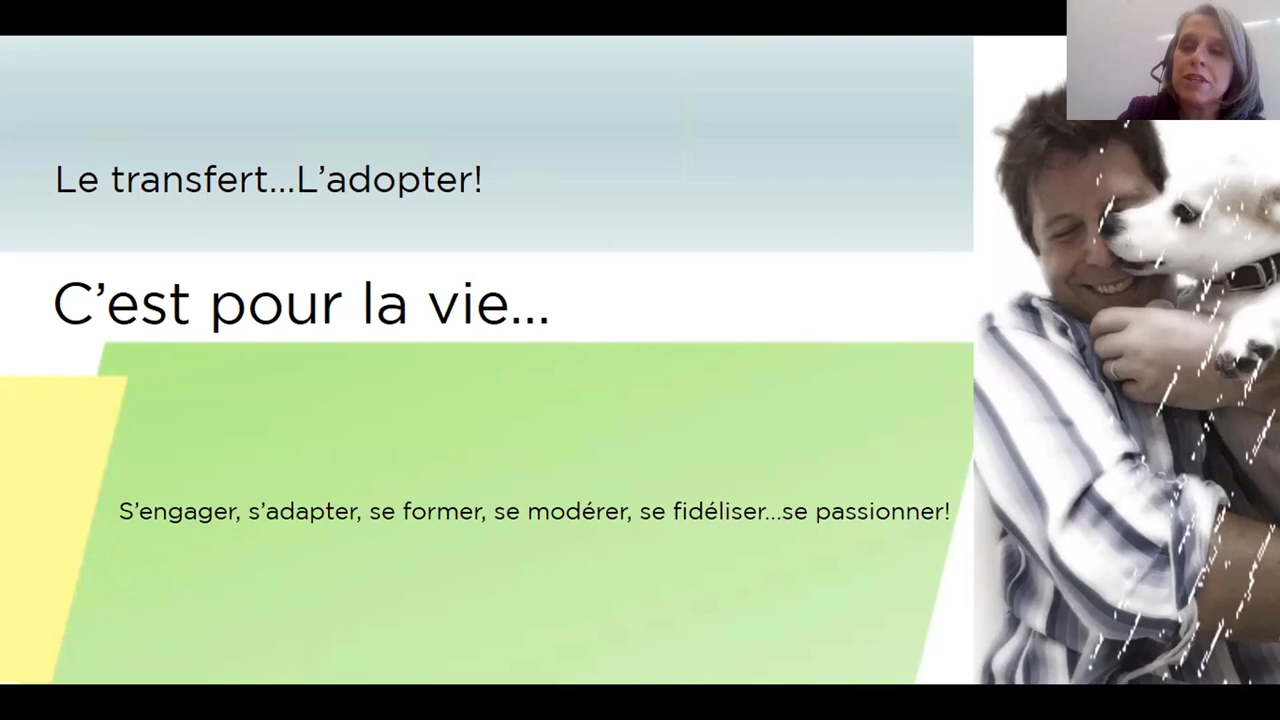 Le transfert...L’adopter!
C’est pour la vie...
S’engager, s’adapter, se former, se modérer, se fidéliser...se passionner!